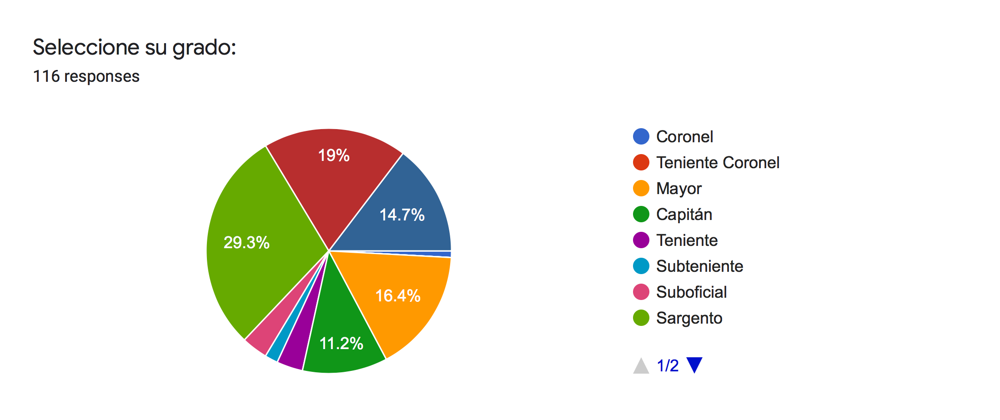 Seleccione su grado:
116 responses
19%
14.7%
29.3%
16.4%
11.2%
Coronel
Teniente Coronel
Mayor
Capitán
Teniente
Subteniente
Suboficial
Sargento
1/2